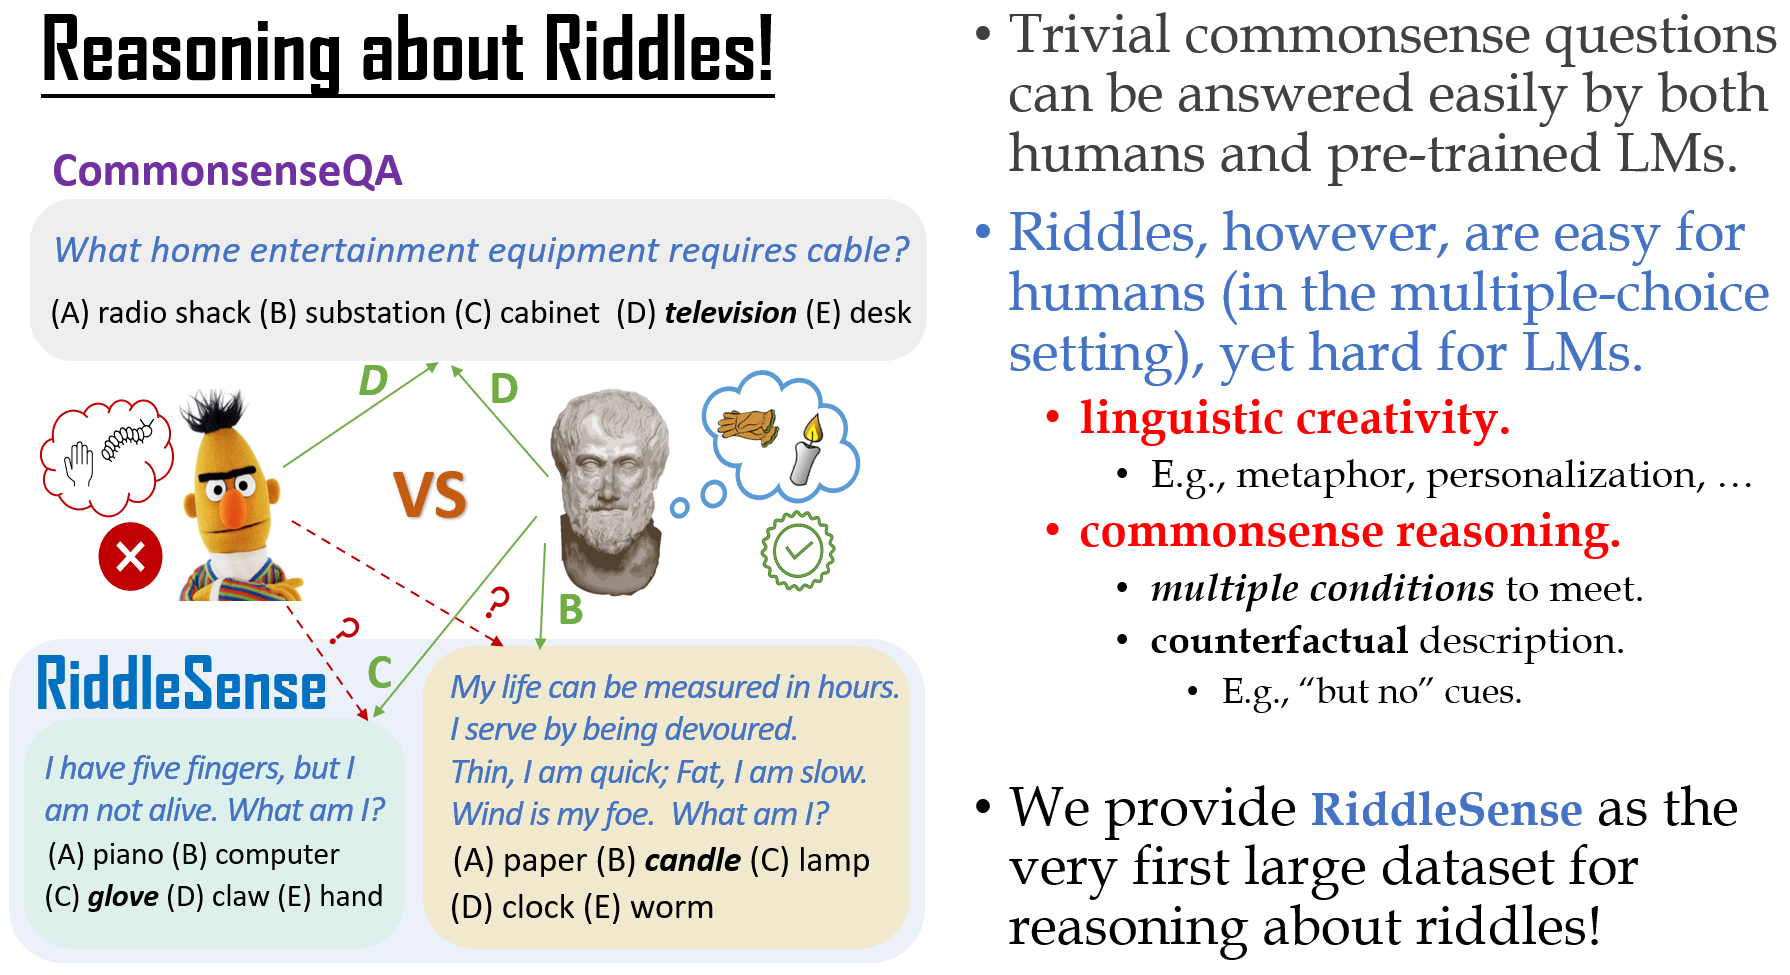 Reasoning about Riddles!
CommonsenseQA
What home entertainment equipment requires cable?
(A) radio shack (B) substation (C) cabinet (D) television (E) desk
D
D
VS
?
?
B
C
RiddleSense
I have five fingers, but I
am not alive. What am I?
(A) piano (B) computer
(C) glove (D) claw (E) hand
My life can be measured in hours.
I serve by being devoured.
Thin, I am quick; Fat, I am slow.
Wind is my foe. What am I?
(A) paper (B) candle (C) lamp
(D) clock (E) worm
• Trivial commonsense questions
can be answered easily by both
humans and pre-trained LMs.
• Riddles, however, are easy for
humans (in the multiple-choice
setting), yet hard for LMs.
• linguistic creativity.
• E.g., metaphor, personalization, …
• commonsense reasoning.
• multiple conditions to meet.
• counterfactual description.
• E.g., “but no” cues.
• We provide RiddleSense as the
very first large dataset for
reasoning about riddles!